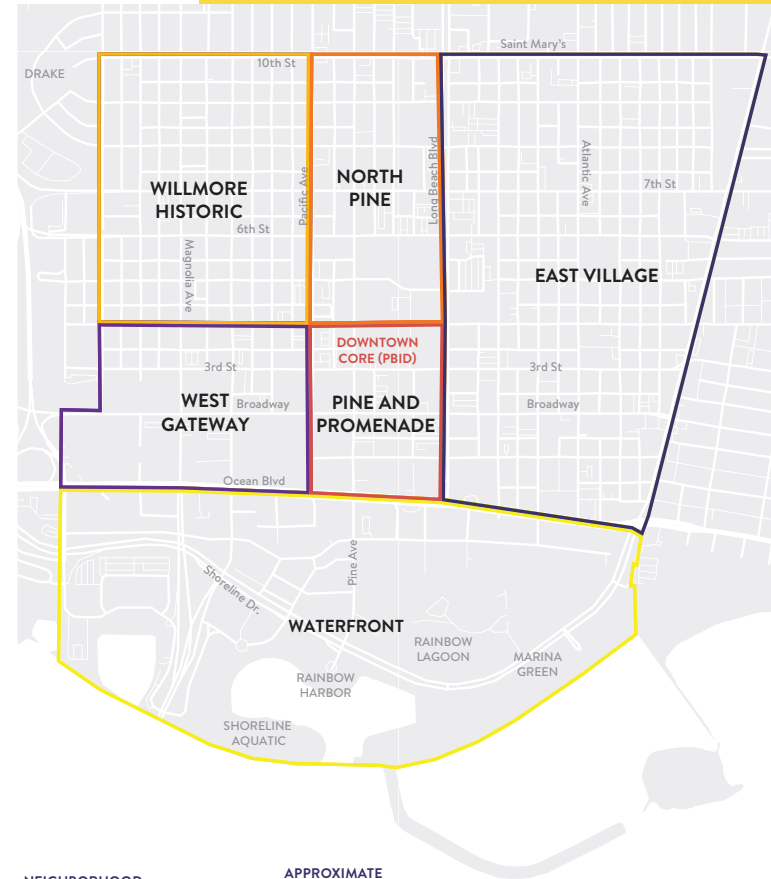 Saint Mary's
10th St
DRAKE
WILLMORE
HISTORIC
6th St
Pacific Ave
Magnolia Ave
NORTH
PINE
Long Beach Blvd
Atlantic Ave
7th St
EAST VILLAGE
DOWNTOWN
CORE (PBID)
3rd St
3rd St
WEST
GATEWAY
Broadway
PINE AND
PROMENADE
Broadway
Ocean Blvd
Pine Ave
Shoreline Dr.
WATERFRONT
RAINBOW
LAGOON
MARINA
GREEN
RAINBOW
HARBOR
SHORELINE
AQUATIC
APPROXIMATE
NEIGHBORHOOD